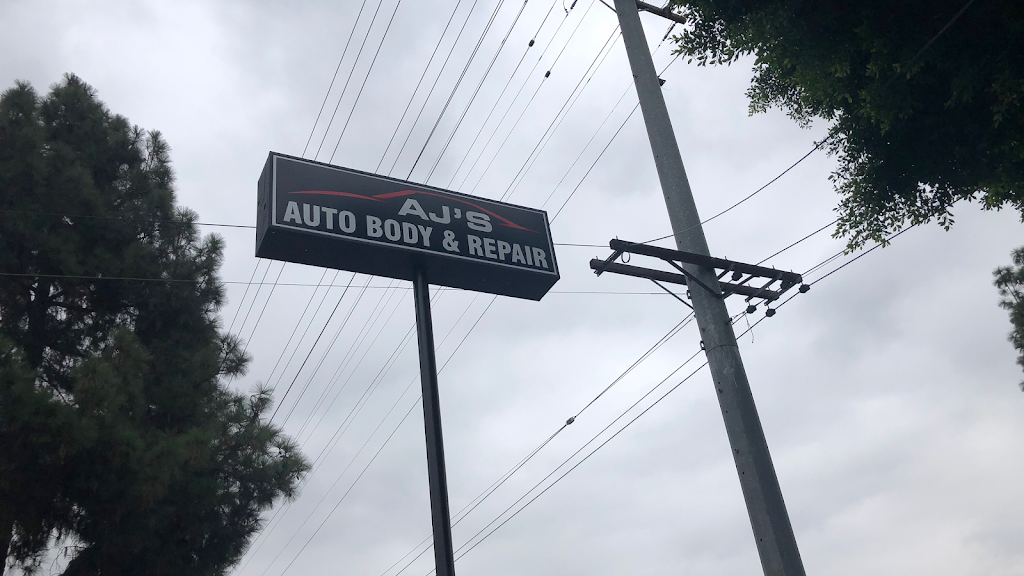 AJ'S
AUTO BODY & REPAIR